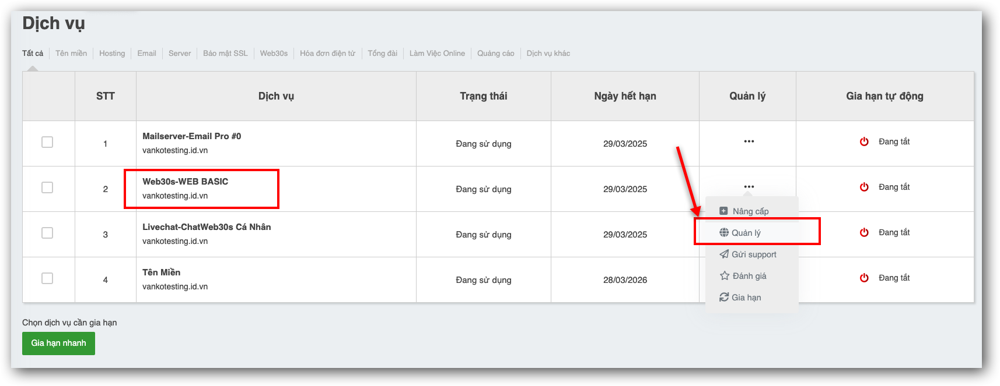 Dịch vụ
Tất cả Tên miền Hosting Email Server Bảo mật SSL Web30s Hóa đơn điện tử Tổng đài Làm Việc Online Quảng cáo Dịch vụ khác
STT Dịch vụ Trạng thái Ngày hết hạn Quản lý Gia hạn tự động
1 Mailserver-Email Pro #0 Đang sử dụng 29/03/2025 ••• Đang tắt
vankotesting.id.vn
2 Web30s-WEB BASIC Đang sử dụng 29/03/2025 ••• Đang tắt
vankotesting.id.vn
Nâng cấp
Quản lý
Gửi support
Đánh giá
Gia hạn
3 Livechat-ChatWeb30s Cá Nhân Đang sử dụng 29/03/2025 Đang tắt
vankotesting.id.vn
4 Tên Miền Đang sử dụng 28/03/2026 Đang tắt
vankotesting.id.vn
Chọn dịch vụ cần gia hạn
Gia hạn nhanh